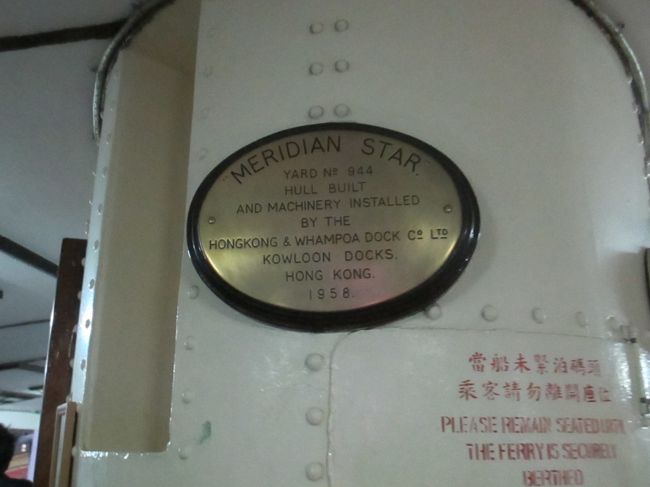 "MERIDIAN STAR"
YARD Nº 944
HULL BUILT
AND MACHINERY INSTALLED
BY THE
HONGKONG & WHAMPOA DOCK Cº LTD
KOWLOON DOCKS.
HONG KONG.
1958.
當船未緊泊碼頭
乘客請勿離開座位
PLEASE REMAIN SEATED UNTIL
THE FERRY IS SECURELY
BERTHED